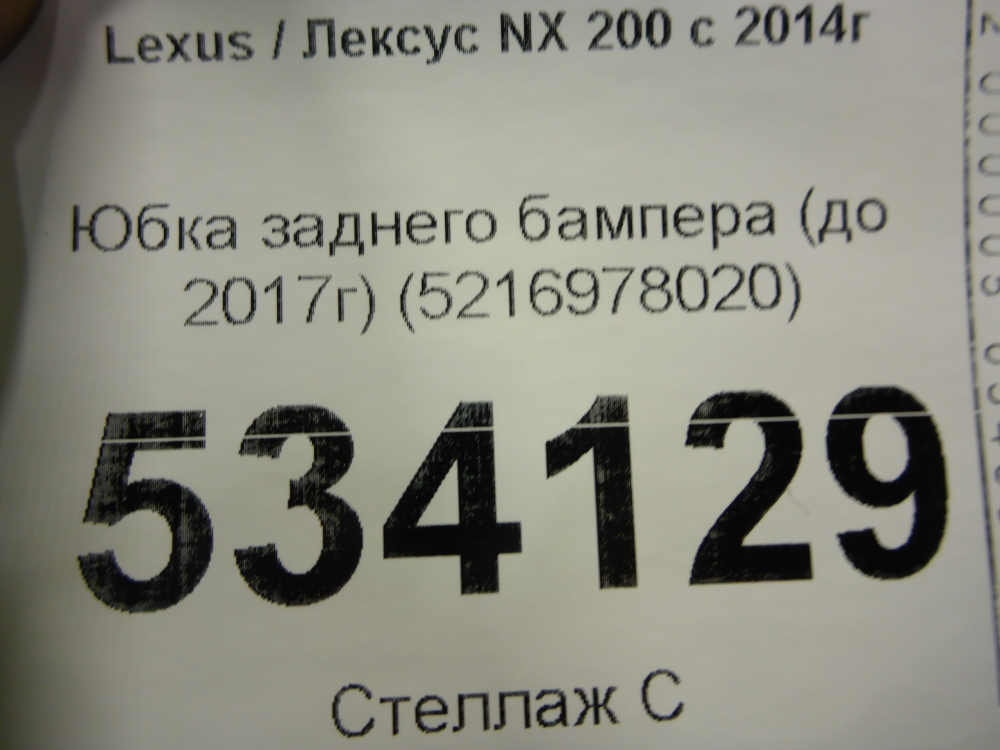 Lexus / Лексус NX 200 с 2014г
Юбка заднего бампера (до
2017г) (5216978020)
534129
Стеллаж С